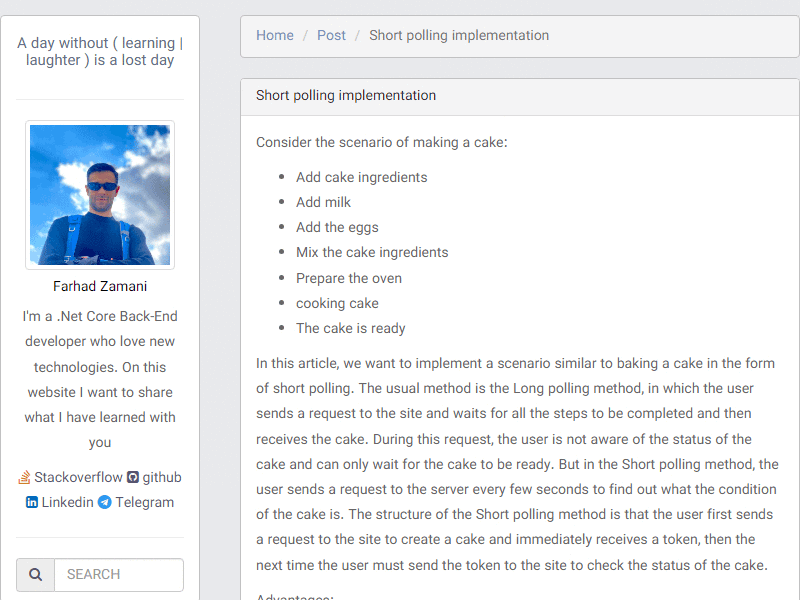 A day without ( learning |
laughter ) is a lost day
Farhad Zamani
I'm a .Net Core Back-End
developer who love new
technologies. On this
website I want to share
what I have learned with
you
Stackoverflow github
Linkedin Telegram
SEARCH
Home / Post / Short polling implementation
Short polling implementation
Consider the scenario of making a cake:
• Add cake ingredients
• Add milk
• Add the eggs
• Mix the cake ingredients
• Prepare the oven
• cooking cake
• The cake is ready
In this article, we want to implement a scenario similar to baking a cake in the form
of short polling. The usual method is the Long polling method, in which the user
sends a request to the site and waits for all the steps to be completed and then
receives the cake. During this request, the user is not aware of the status of the
cake and can only wait for the cake to be ready. But in the Short polling method, the
user sends a request to the server every few seconds to find out what the condition
of the cake is. The structure of the Short polling method is that the user first sends
a request to the site to create a cake and immediately receives a token, then the
next time the user must send the token to the site to check the status of the cake.
Advantages: